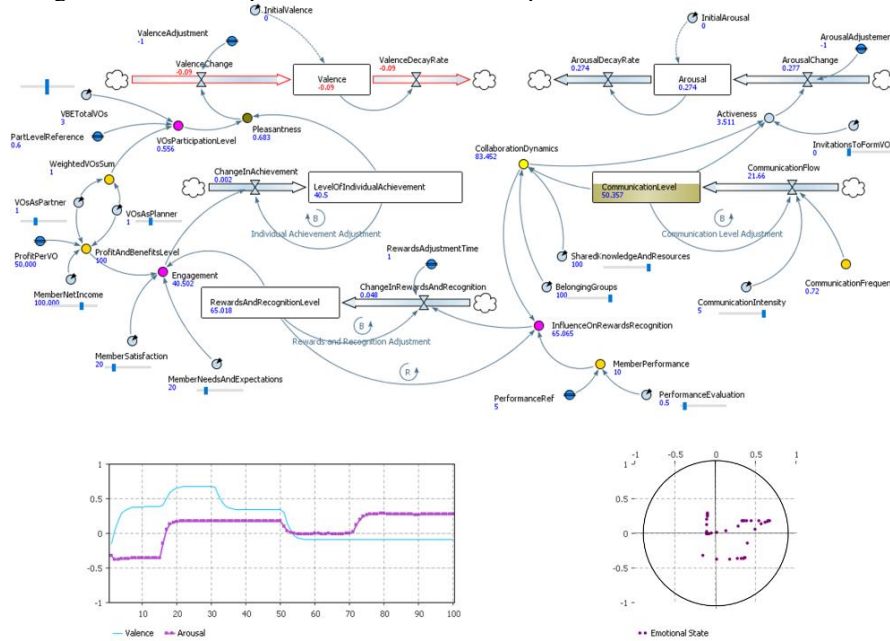 InitialValence
0
ValenceAdjustment
-1
ValenceChange
-0.09
Valence
-0.09
ValenceDecayRate
-0.09
InitialArousal
0
ArousalDecayRate
0.274
Arousal
0.274
ArousalChange
0.277
ArousalAdjustement
-1
VBETotalVOs
3
PartLevelReference
0.6
VOsParticipationLevel
0.556
Pleasantness
0.683
Activeness
3.511
InvitationsToFormVO
0
WeightedVOsSum
1
CollaborationDynamics
83.452
ChangeInAchievement
0.002
LevelOfIndividualAchievement
40.5
CommunicationLevel
50.357
CommunicationFlow
21.66
VOsAsPartner
1
VOsAsPlanner
1
B
Individual Achievement Adjustment
B
Communication Level Adjustment
ProfitPerVO
50.000
ProfitAndBenefitsLevel
100
Engagement
40.502
RewardsAdjustmentTime
1
SharedKnowledgeAndResources
100
CommunicationFrequen
0.72
MemberNetIncome
100.000
RewardsAndRecognitionLevel
65.018
ChangeInRewardsAndRecognition
0.048
BelongingGroups
100
CommunicationIntensity
5
B
Rewards and Recognition Adjustment
InfluenceOnRewardsRecognition
65.065
MemberSatisfaction
20
R
MemberNeedsAndExpectations
20
MemberPerformance
10
PerformanceRef
5
PerformanceEvaluation
0.5
1
0.5
0
-0.5
-1
10 20 30 40 50 60 70 80 90 100
Valence Arousal
-1 -0.5 0 0.5 1
1
0.5
0
-0.5
-1
Emotional State